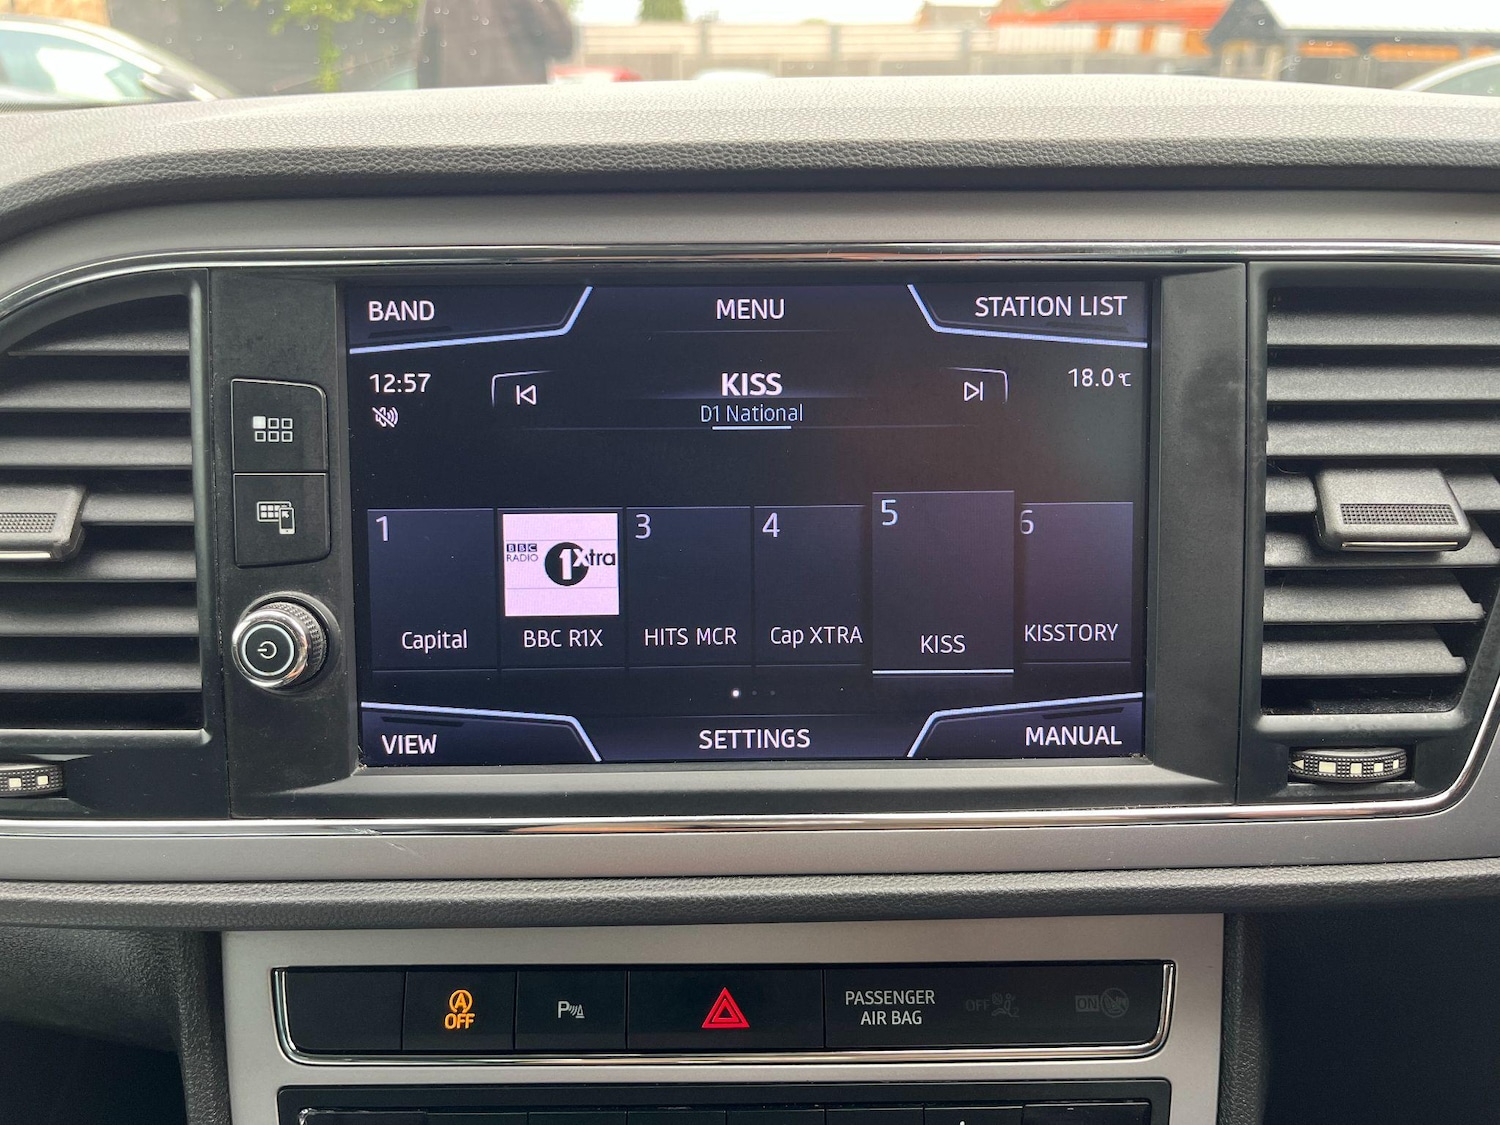 BAND
MENU
STATION LIST
12:57
KISS
18.0°C
D1 National
1
BBC
RADIO
1Xtra
3
4
5
6
Capital
BBC R1X
HITS MCR
Cap XTRA
KISS
KISSTORY
VIEW
SETTINGS
MANUAL
A
OFF
P
PASSENGER
AIR BAG
OFF
ON